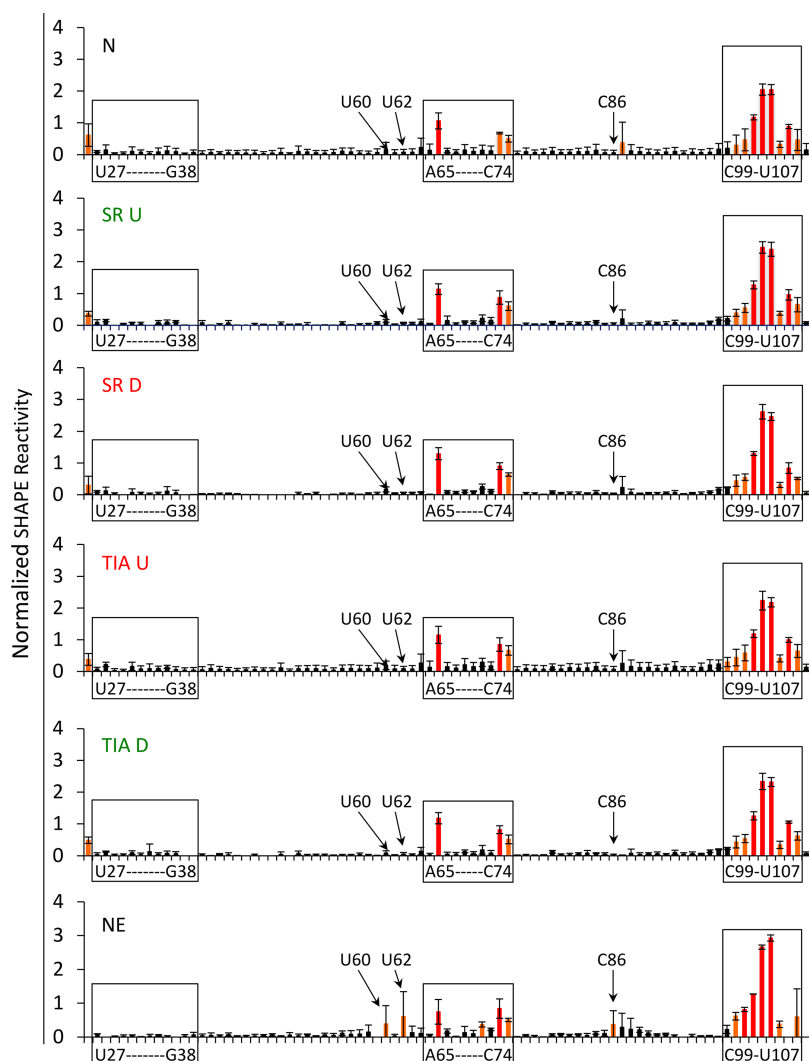 Normalized SHAPE Reactivity
4
3
2
1
0
N
U60 U62 C86
U27-------G38 A65-----C74 C99-U107
4
3
2
1
0
SR U
U60 U62 C86
U27-------G38 A65-----C74 C99-U107
4
3
2
1
0
SR D
U60 U62 C86
U27-------G38 A65-----C74 C99-U107
4
3
2
1
0
TIA U
U60 U62 C86
U27-------G38 A65-----C74 C99-U107
4
3
2
1
0
TIA D
U60 U62 C86
U27-------G38 A65-----C74 C99-U107
4
3
2
1
0
NE
U60 U62 C86
U27-------G38 A65-----C74 C99-U107